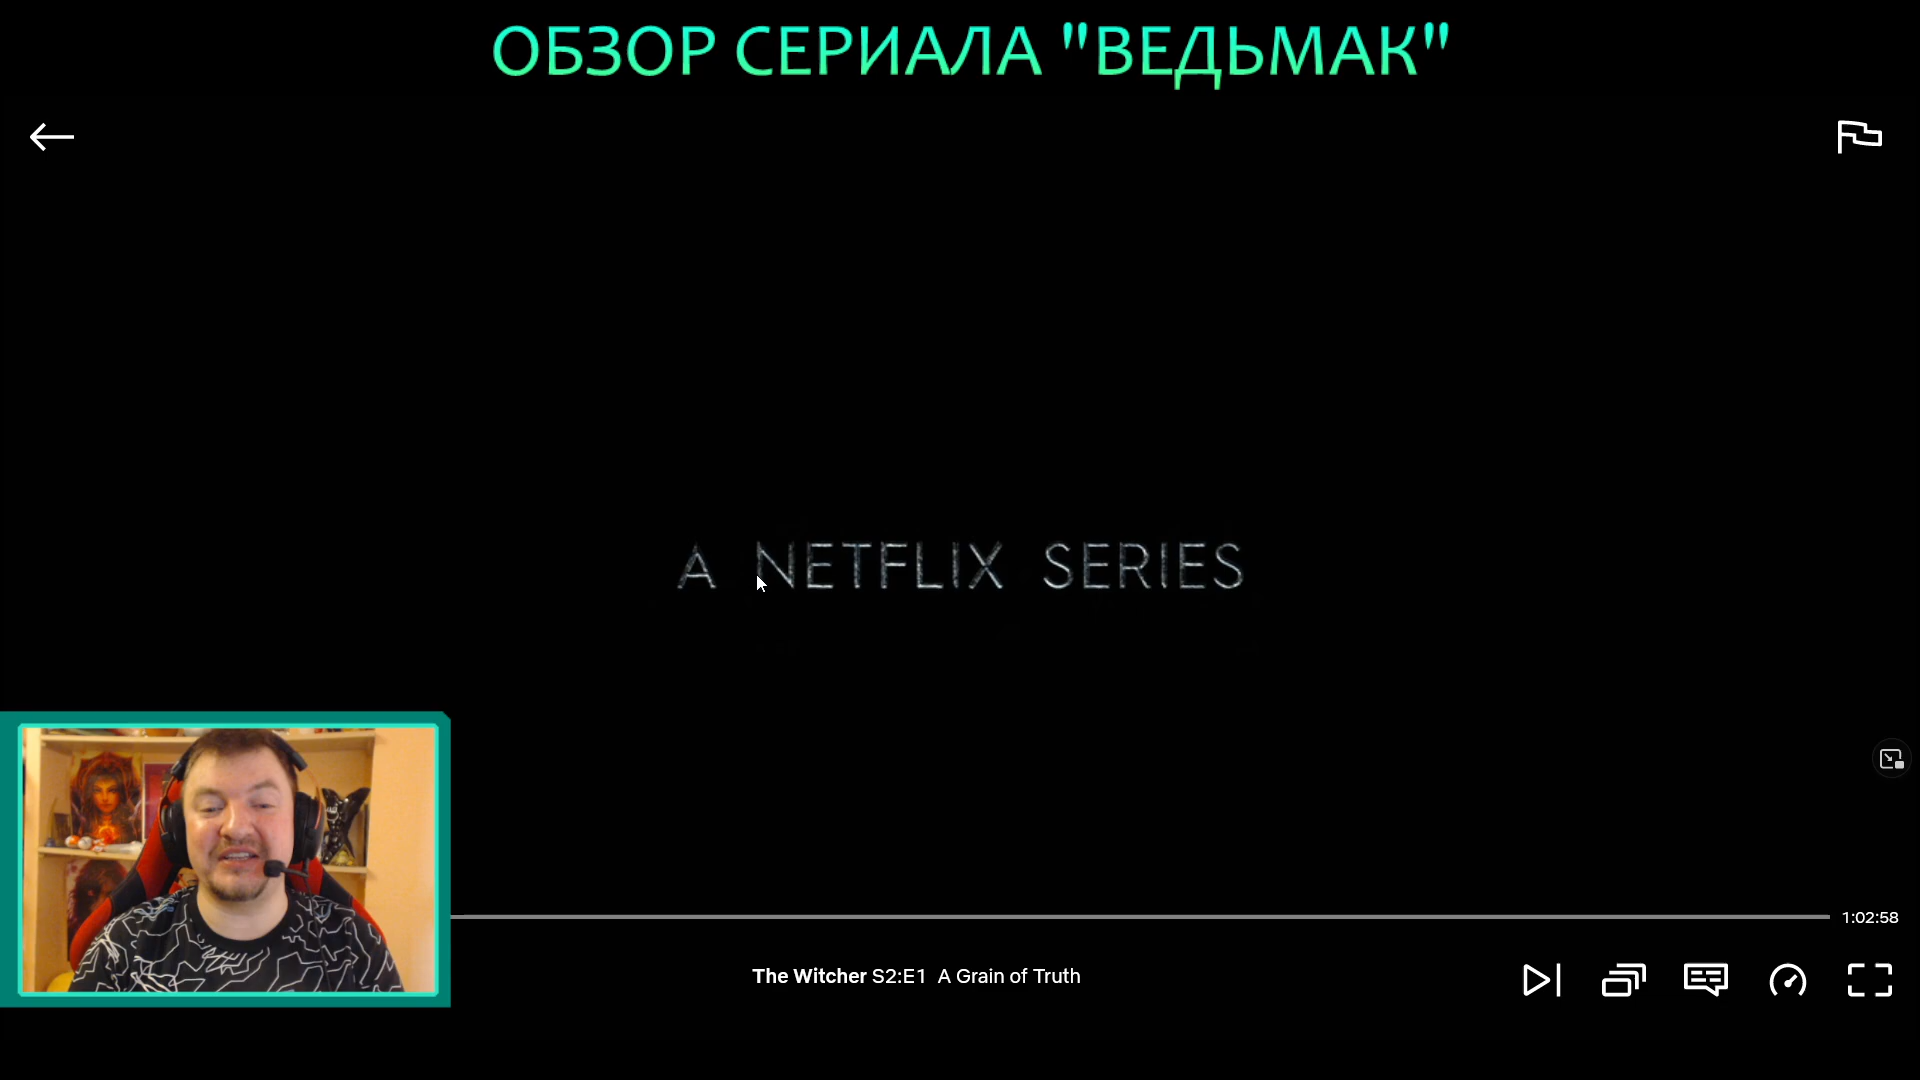 ОБЗОР СЕРИАЛА "ВЕДЬМАК"
A NETFLIX SERIES
1:02:58
The Witcher S2:E1 A Grain of Truth